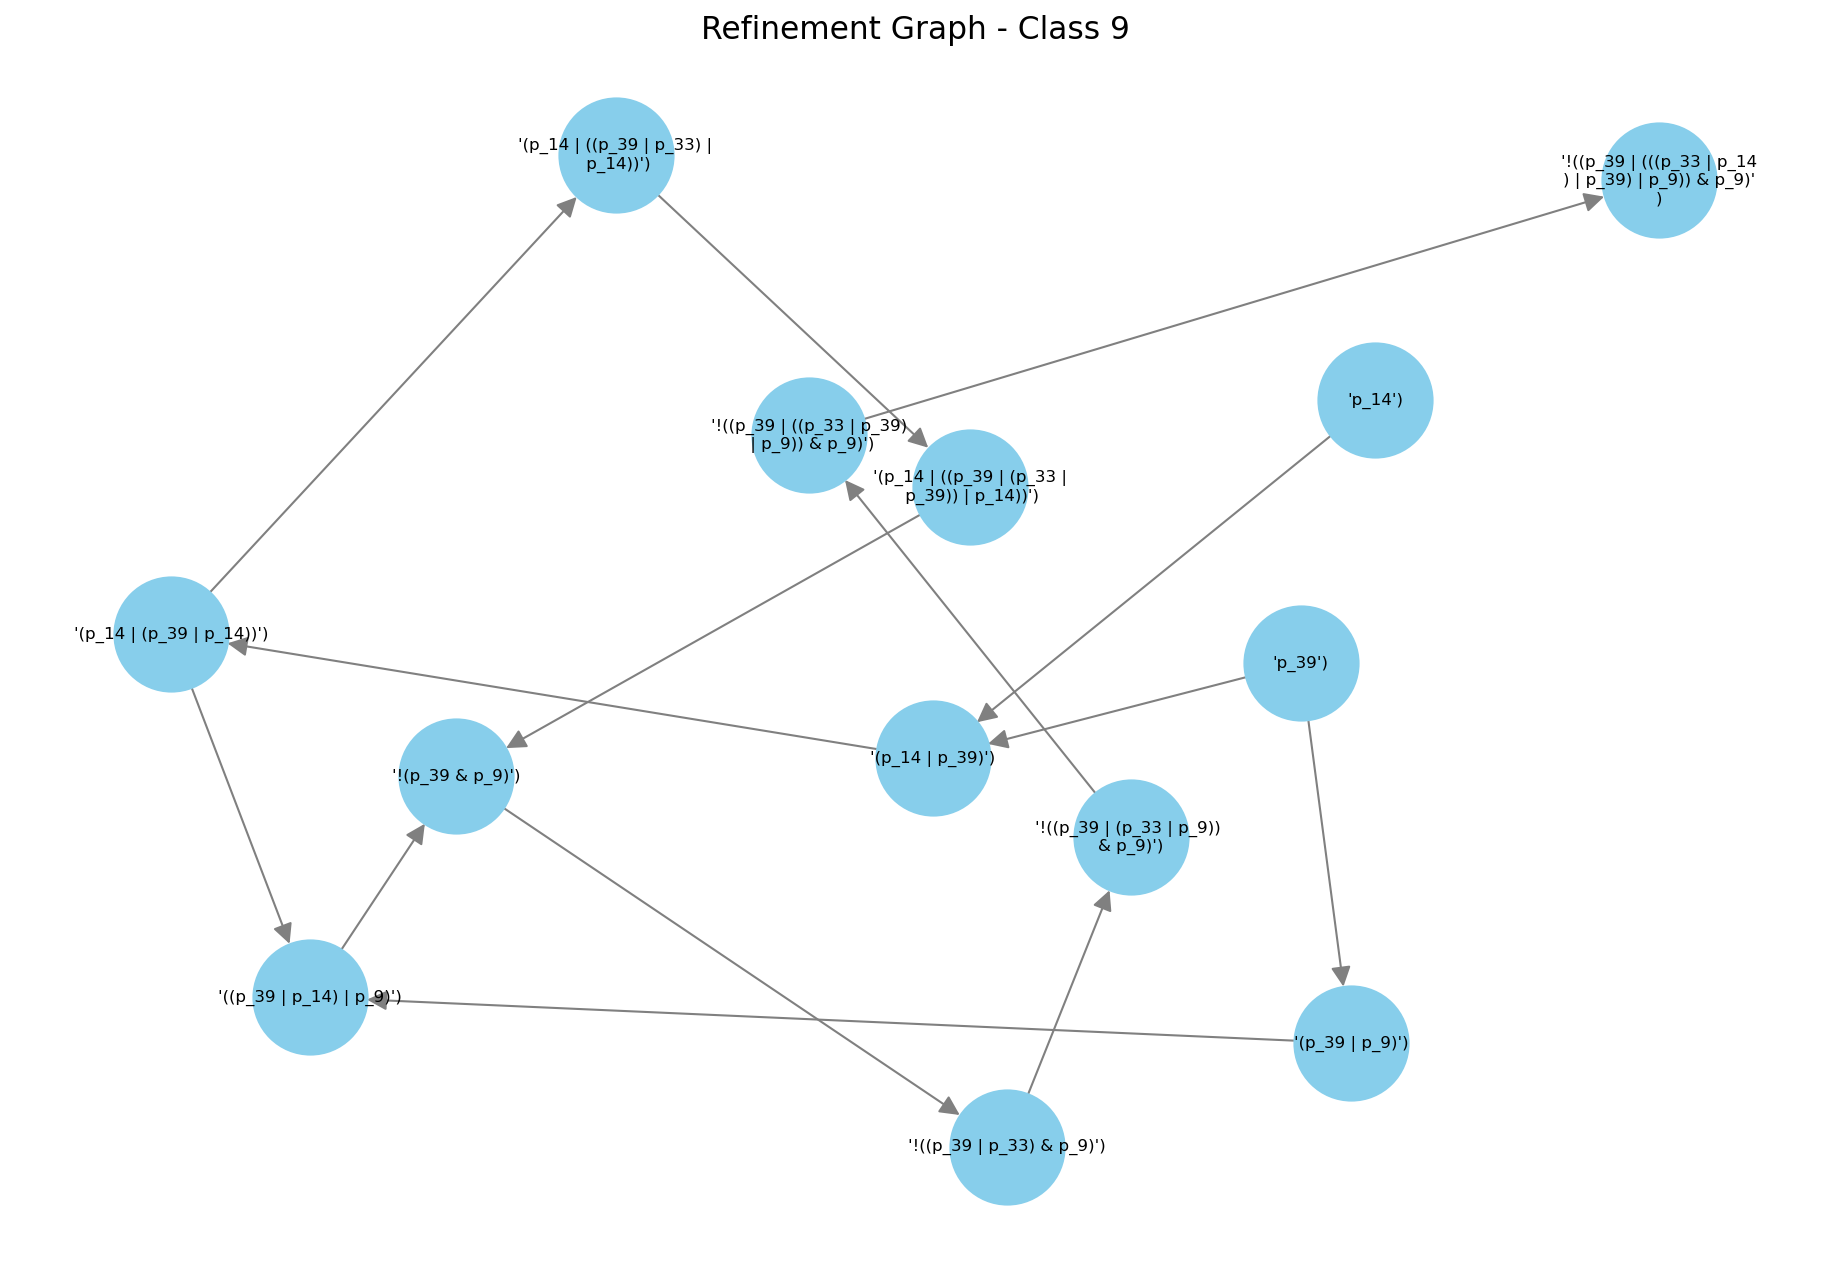 Refinement Graph - Class 9
'(p_14 | ((p_39 | p_33) |
p_14))')
'!((p_39 | (((p_33 | p_14
) | p_39) | p_9)) & p_9)'
)
'p_14')
'!((p_39 | ((p_33 | p_39)
| p_9)) & p_9)')
'(p_14 | ((p_39 | (p_33 |
p_39)) | p_14))')
'(p_14 | (p_39 | p_14))')
'p_39')
'(p_14 | p_39)')
'!(p_39 & p_9)')
'!((p_39 | (p_33 | p_9))
& p_9)')
'((p_39 | p_14) | p_9)')
'(p_39 | p_9)')
'!((p_39 | p_33) & p_9)')